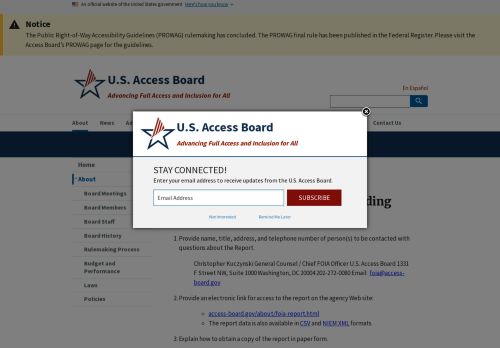 An official website of the United States government Here's how you know
Notice
The Public Right-of-Way Accessibility Guidelines (PROWAG) rulemaking has concluded. The PROWAG final rule has been published in the Federal Register. Please visit the
Access Board's PROWAG page for the guidelines.
U.S. Access Board
Advancing Full Access and Inclusion for All
En Español
About News
Contact Us
U.S. Access Board
Advancing Full Access and Inclusion for All
STAY CONNECTED!
Enter your email address to receive updates from the U.S. Access Board.
Email Address SUBSCRIBE
Not Interested Remind Me Later
Home
About
Board Meetings
Board Members
Board Staff
Board History
Rulemaking Process
Budget and
Performance
Laws
Policies
1. Provide name, title, address, and telephone number of person(s) to be contacted with
questions about the Report.
Christopher Kuczynski General Counsel / Chief FOIA Officer U.S. Access Board 1331
F Street NW, Suite 1000 Washington, DC 20004 202-272-0080 Email: foia@access-
board.gov
2. Provide an electronic link for access to the report on the agency Web site:
access-board.gov/about/foia-report.html
The report data is also available in CSV and NIEM XML formats.
3. Explain how to obtain a copy of the report in paper form.